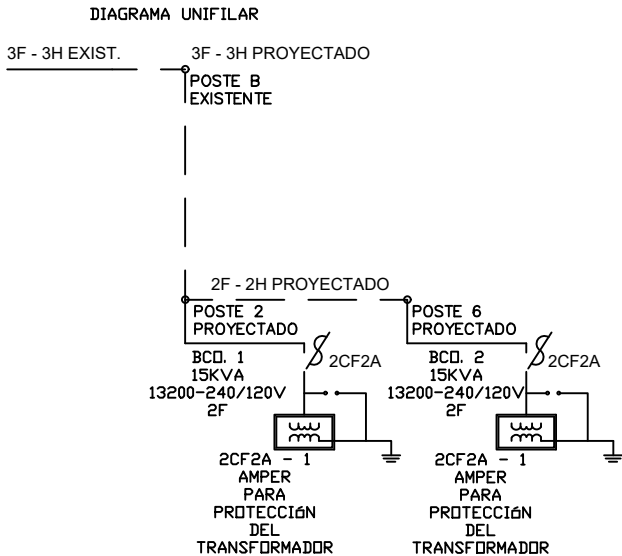 DIAGRAMA UNIFILAR
3F - 3H EXIST.
3F - 3H PROYECTADO
POSTE B
EXISTENTE
2F - 2H PROYECTADO
POSTE 2
PROYECTADO
POSTE 6
PROYECTADO
BCO. 1
15KVA
13200-240/120V
2F
2CF2A
BCO. 2
15KVA
13200-240/120V
2F
2CF2A
2CF2A - 1
AMPER
PARA
PROTECCIóN
DEL
TRANSFORMADOR
2CF2A - 1
AMPER
PARA
PROTECCIóN
DEL
TRANSFORMADOR